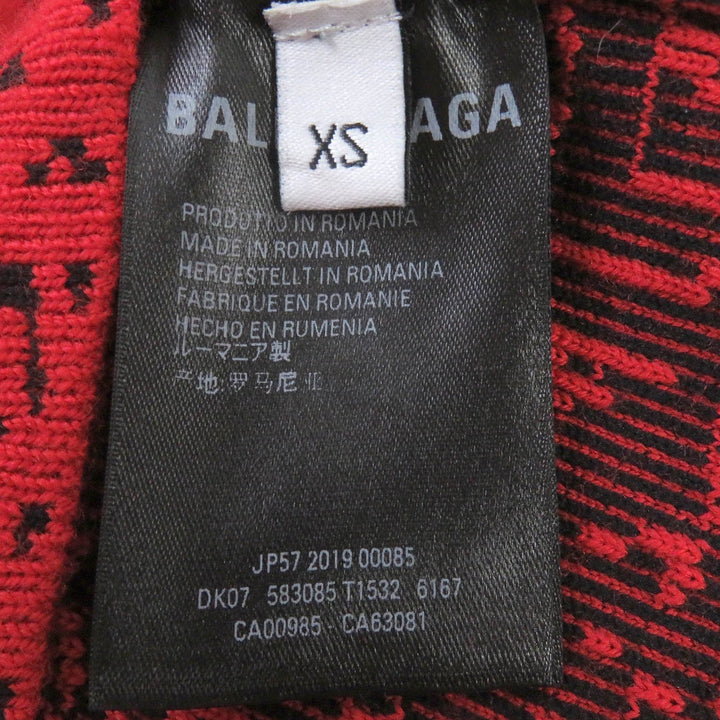 BAL AGA
XS
PRODOTTO IN ROMANIA
MADE IN ROMANIA
HERGESTELLT IN ROMANIA
FABRIQUE EN ROMANIE
HECHO EN RUMENIA
ルーマニア製
产地:罗马尼亚
JP57 2019 00085
DK07 583085 T1532 6167
CA00985 - CA63081